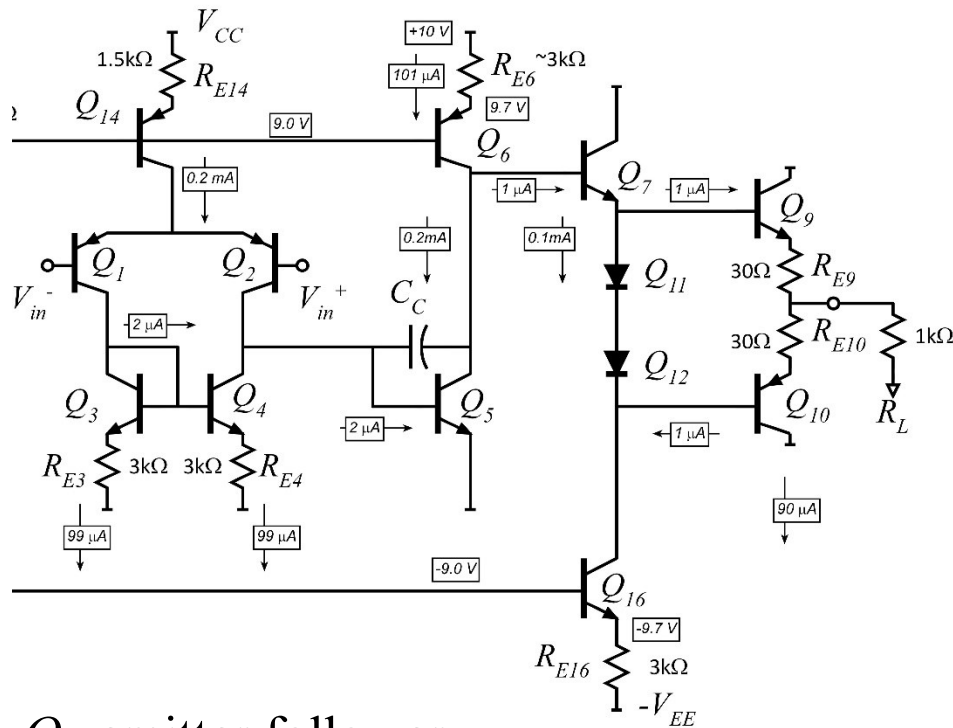 V_CC
+10 V
1.5kΩ
R_E14
101 µA
R_E6
~3kΩ
Q_14
9.7 V
Ω
9.0 V
Q_6
0.2 mA
1 µA
Q_7
1 µA
Q_9
Q_1
Q_2
0.2mA
0.1mA
Q_11
30Ω
R_E9
V_in^-
V_in^+
C_C
2 µA
30Ω
R_E10
1kΩ
Q_12
Q_3
Q_4
Q_5
Q_10
R_L
2 µA
1 µA
R_E3
3kΩ
3kΩ
R_E4
99 µA
99 µA
90 µA
-9.0 V
Q_16
-9.7 V
R_E16
3kΩ
-V_EE